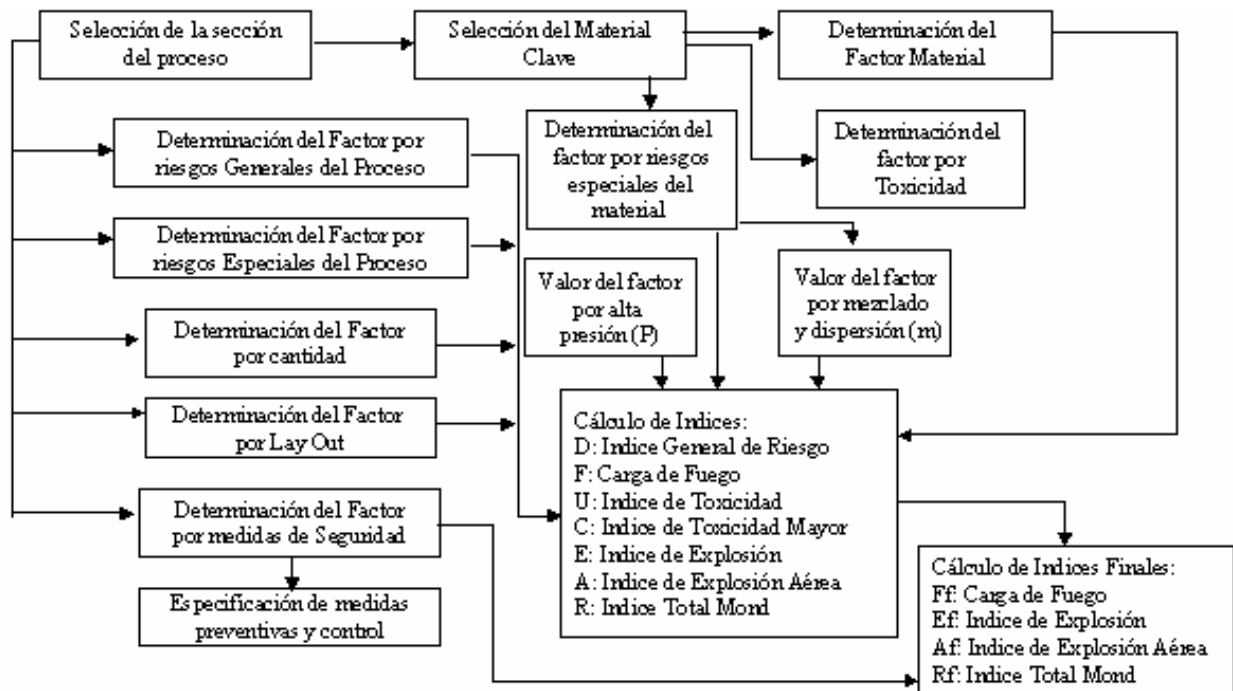 Selección de la sección
del proceso
Selección del Material
Clave
Determinación del
Factor Material
Determinación del Factor por
riesgos Generales del Proceso
Determinación del
factor por riesgos
especiales del
material
Determinación del
factor por
Toxicidad
Determinación del Factor por
riesgos Especiales del Proceso
Valor del factor
por alta
presión (P)
Valor del factor
por mezclado
y dispersión (m)
Determinación del Factor
por cantidad
Determinación del Factor
por Lay Out
Determinación del Factor
por medidas de Seguridad
Especificación de medidas
preventivas y control
Cálculo de Indices:
D: Indice General de Riesgo
F: Carga de Fuego
U: Indice de Toxicidad
C: Indice de Toxicidad Mayor
E: Indice de Explosión
A: Indice de Explosión Aérea
R: Indice Total Mond
Cálculo de Indices Finales:
Ff: Carga de Fuego
Ef: Indice de Explosión
Af: Indice de Explosión Aérea
Rf: Indice Total Mond